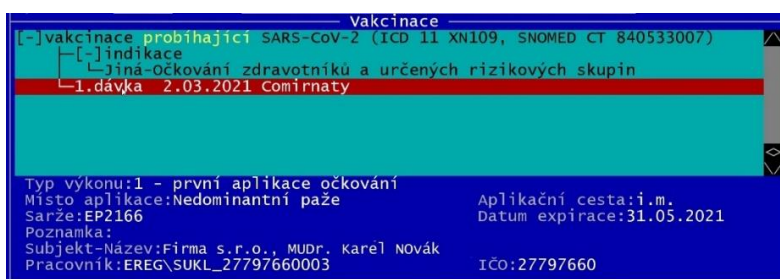 Vakcinace
[-]vakcinace probíhající SARS-CoV-2 (ICD 11 XN109, SNOMED CT 840533007)
[-]indikace
Jiná-Očkování zdravotníků a určených rizikových skupin
1.dávka 2.03.2021 Comirnaty
Typ výkonu:1 - první aplikace očkování
Místo aplikace:Nedominantní paže Aplikační cesta:i.m.
Sarže:EP2166 Datum expirace:31.05.2021
Poznamka:
Subjekt-Název:Firma s.r.o., MUDr. Karel NOvák
Pracovník:EREG\SUKL_27797660003 IČO:27797660